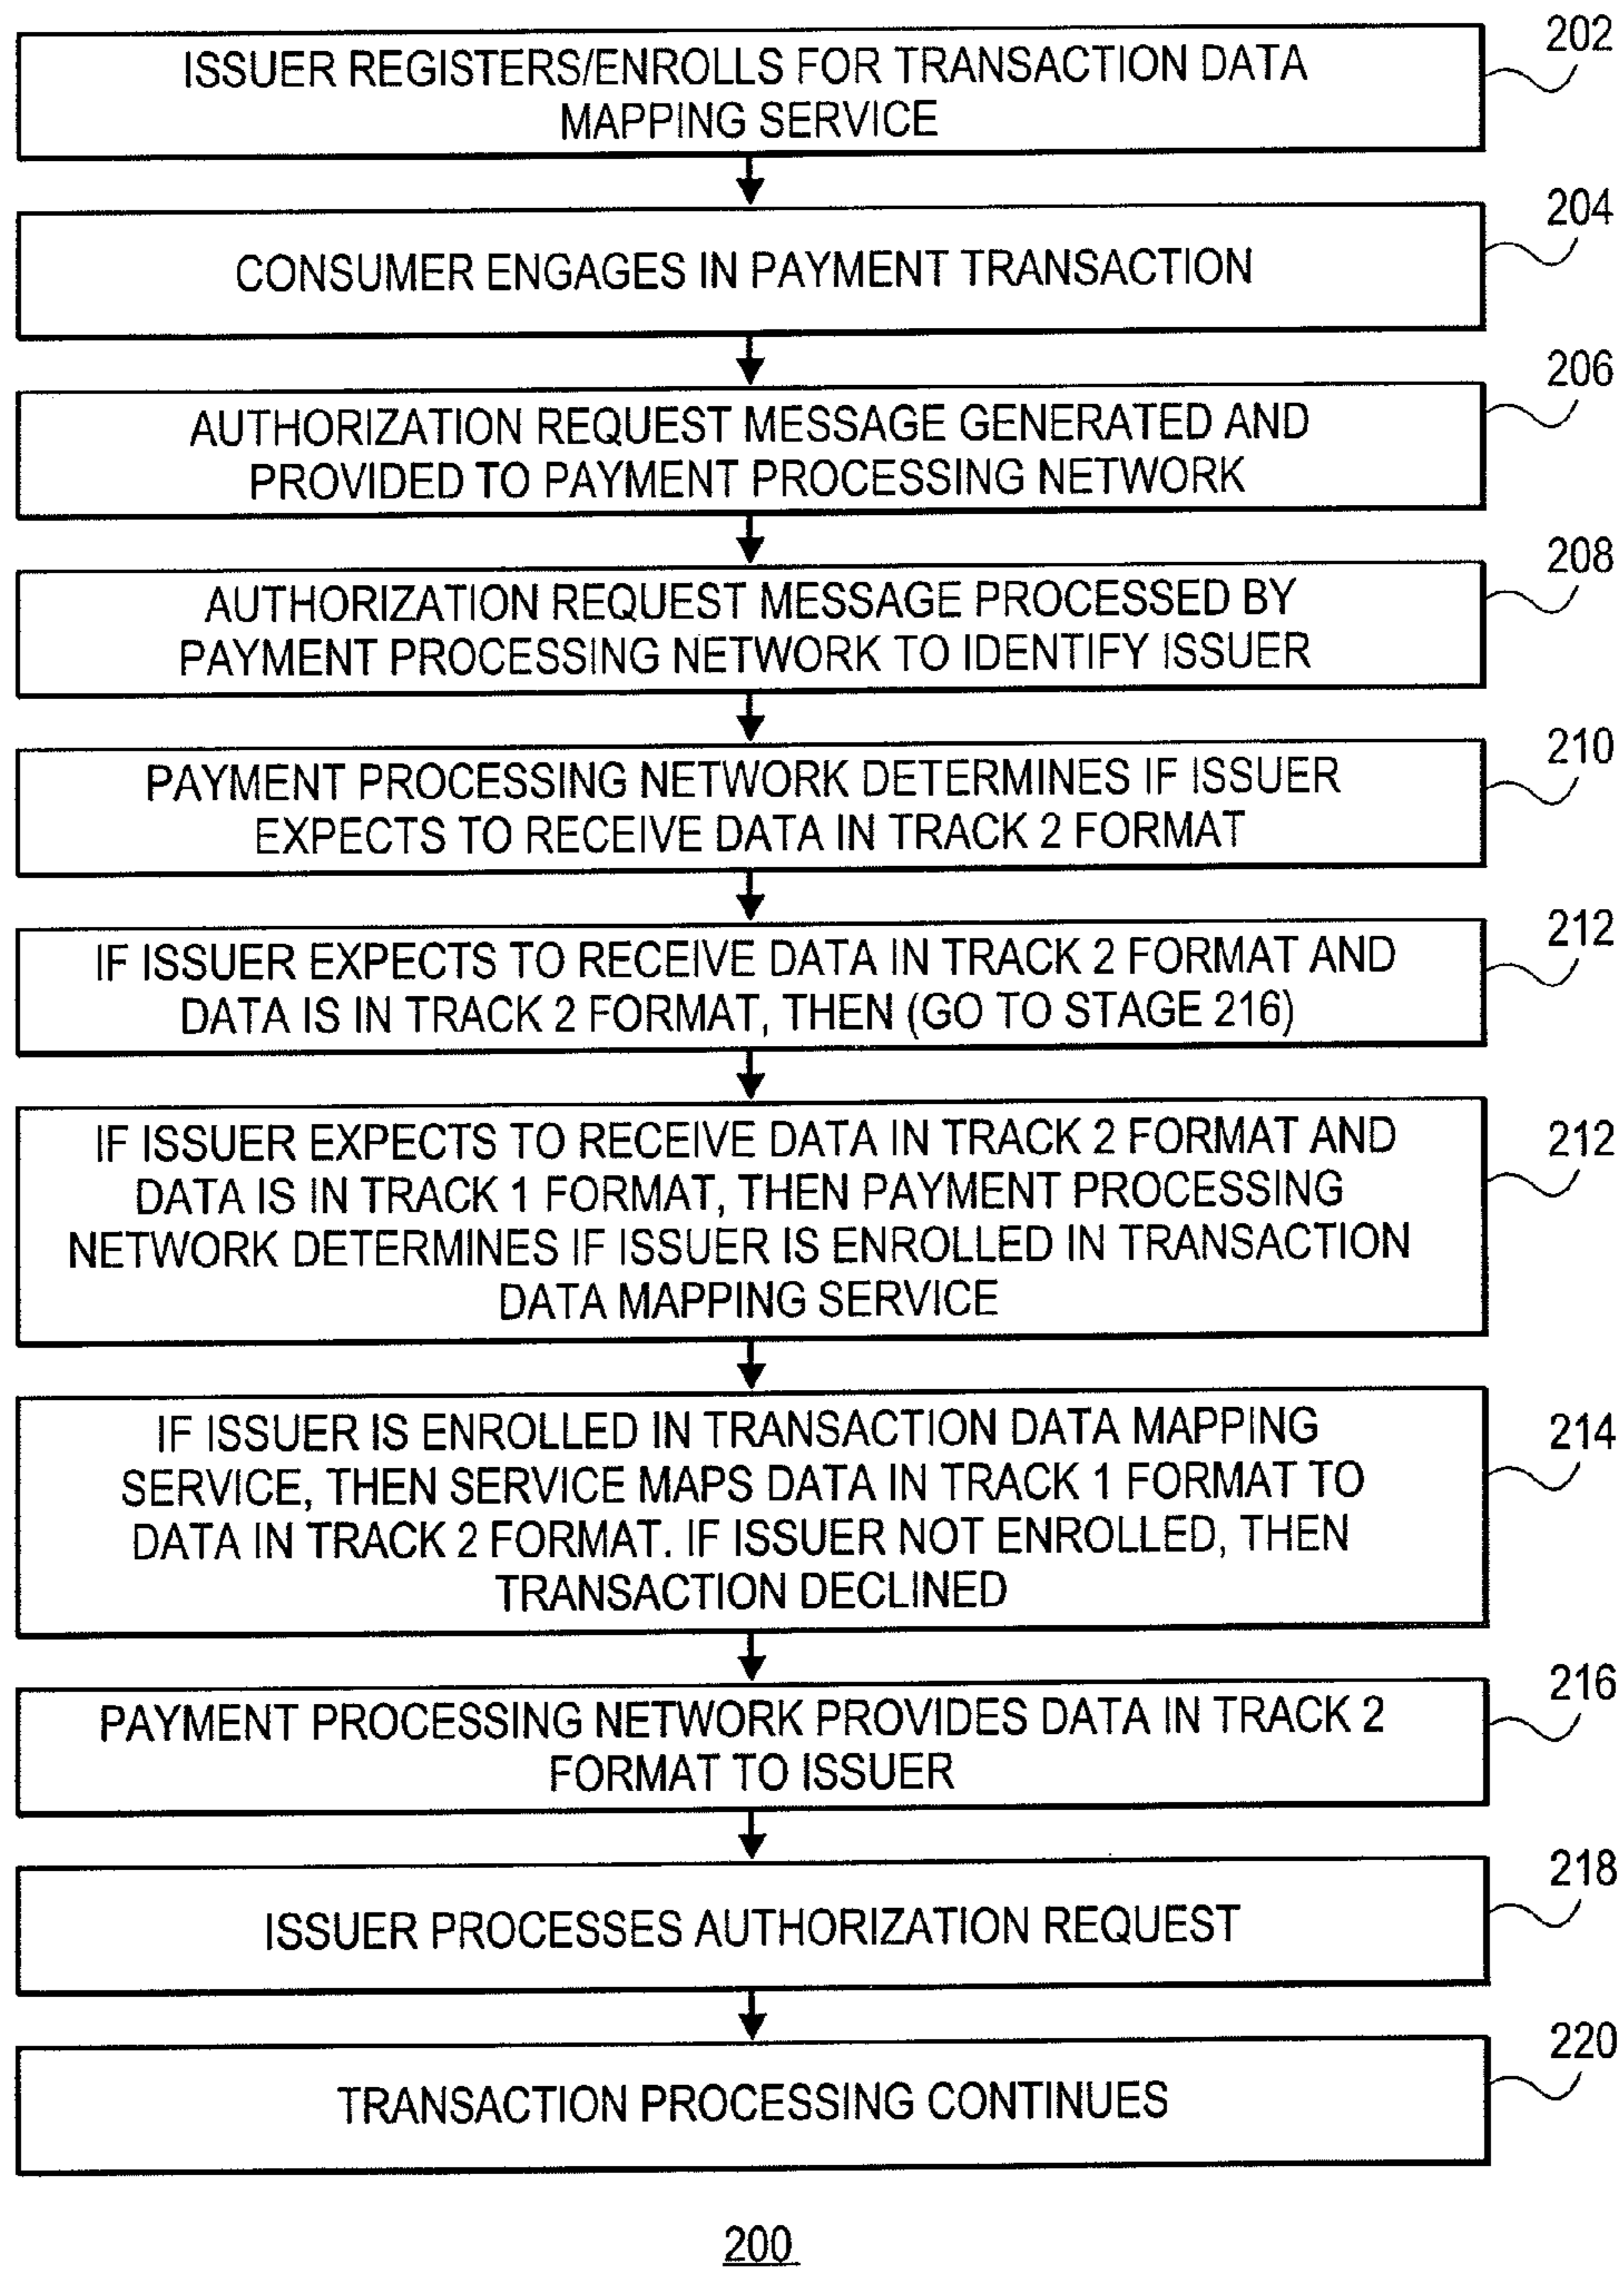 202
ISSUER REGISTERS/ENROLLS FOR TRANSACTION DATA
MAPPING SERVICE
204
CONSUMER ENGAGES IN PAYMENT TRANSACTION
206
AUTHORIZATION REQUEST MESSAGE GENERATED AND
PROVIDED TO PAYMENT PROCESSING NETWORK
208
AUTHORIZATION REQUEST MESSAGE PROCESSED BY
PAYMENT PROCESSING NETWORK TO IDENTIFY ISSUER
210
PAYMENT PROCESSING NETWORK DETERMINES IF ISSUER
EXPECTS TO RECEIVE DATA IN TRACK 2 FORMAT
212
IF ISSUER EXPECTS TO RECEIVE DATA IN TRACK 2 FORMAT AND
DATA IS IN TRACK 2 FORMAT, THEN (GO TO STAGE 216)
212
IF ISSUER EXPECTS TO RECEIVE DATA IN TRACK 2 FORMAT AND
DATA IS IN TRACK 1 FORMAT, THEN PAYMENT PROCESSING
NETWORK DETERMINES IF ISSUER IS ENROLLED IN TRANSACTION
DATA MAPPING SERVICE
214
IF ISSUER IS ENROLLED IN TRANSACTION DATA MAPPING
SERVICE, THEN SERVICE MAPS DATA IN TRACK 1 FORMAT TO
DATA IN TRACK 2 FORMAT. IF ISSUER NOT ENROLLED, THEN
TRANSACTION DECLINED
216
PAYMENT PROCESSING NETWORK PROVIDES DATA IN TRACK 2
FORMAT TO ISSUER
218
ISSUER PROCESSES AUTHORIZATION REQUEST
220
TRANSACTION PROCESSING CONTINUES
200